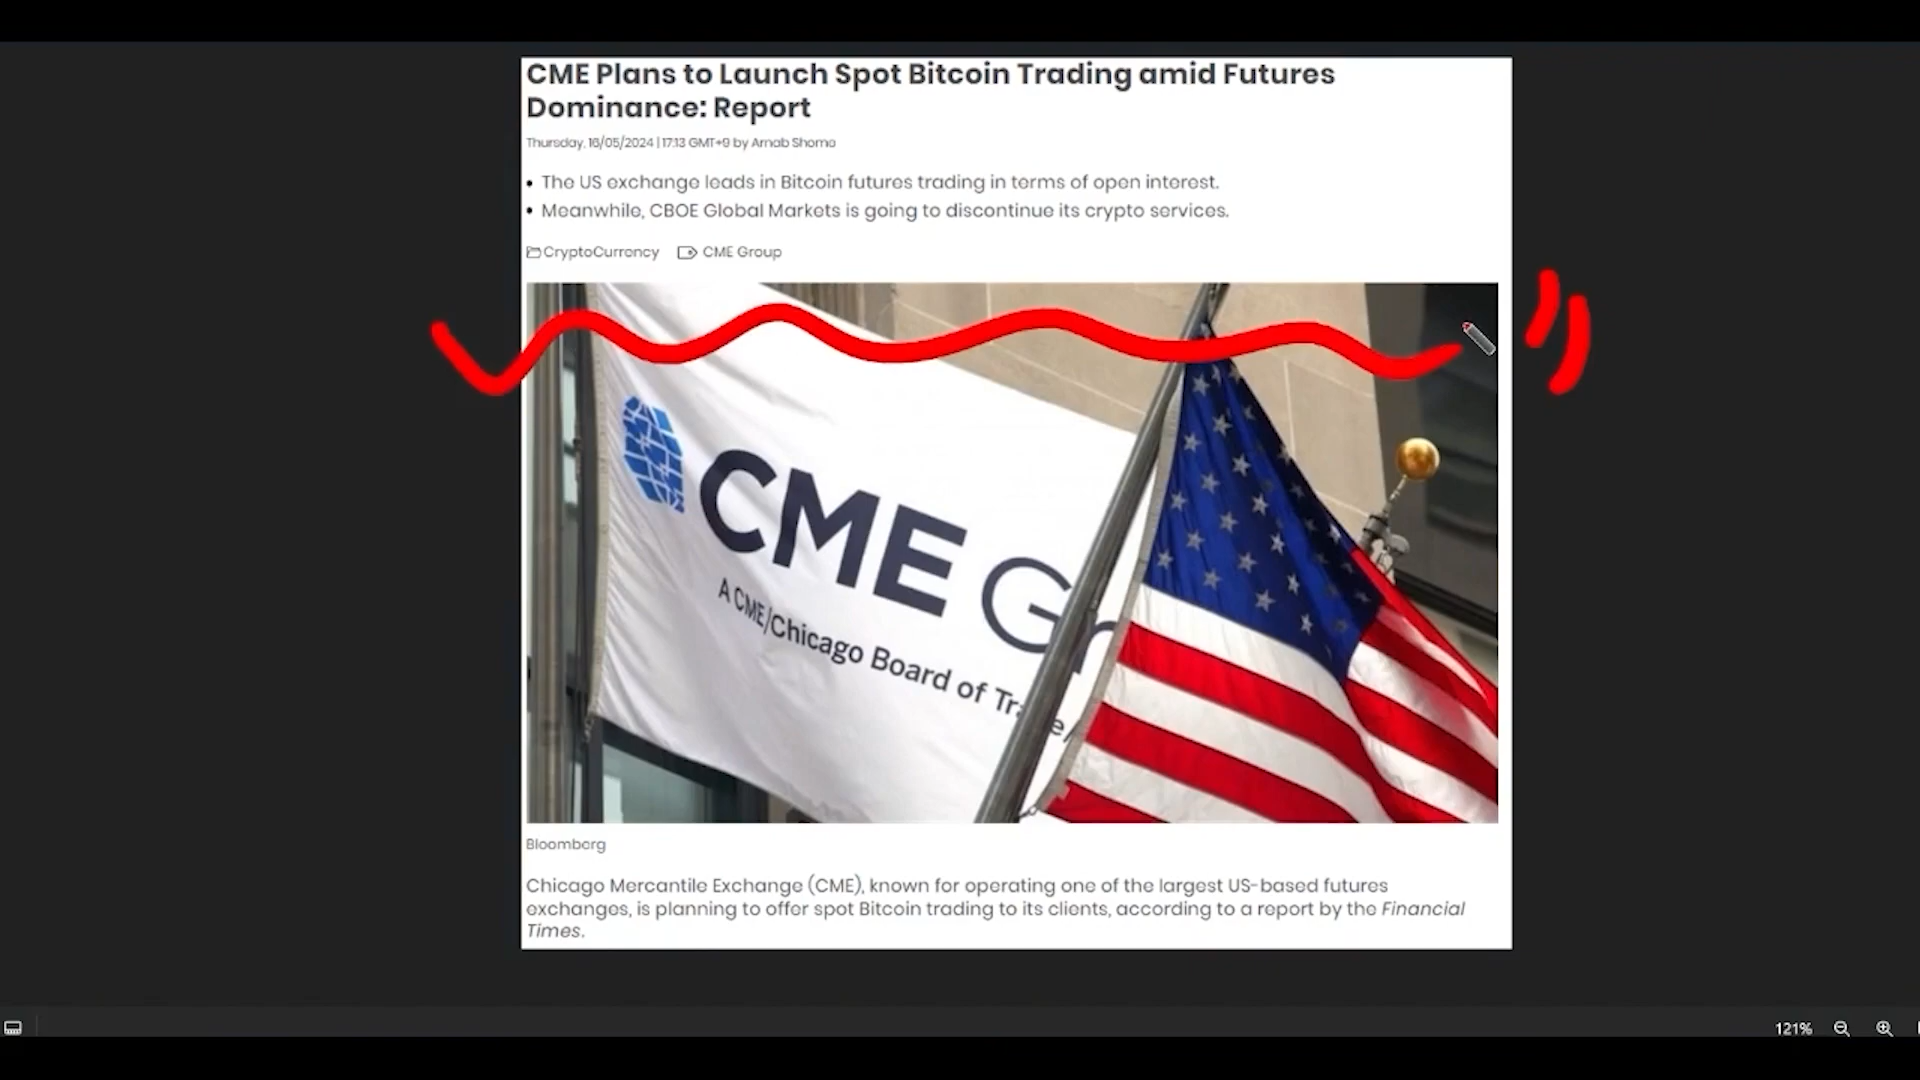 CME Plans to Launch Spot Bitcoin Trading amid Futures
Dominance: Report
Thursday, 16/05/2024 | 17:13 GMT+9 by Arnab Shome
• The US exchange leads in Bitcoin futures trading in terms of open interest.
• Meanwhile, CBOE Global Markets is going to discontinue its crypto services.
CryptoCurrency CME Group
CME Gr
A CME/Chicago Board of Trade/
Bloomberg
Chicago Mercantile Exchange (CME), known for operating one of the largest US-based futures
exchanges, is planning to offer spot Bitcoin trading to its clients, according to a report by the Financial
Times.
121%